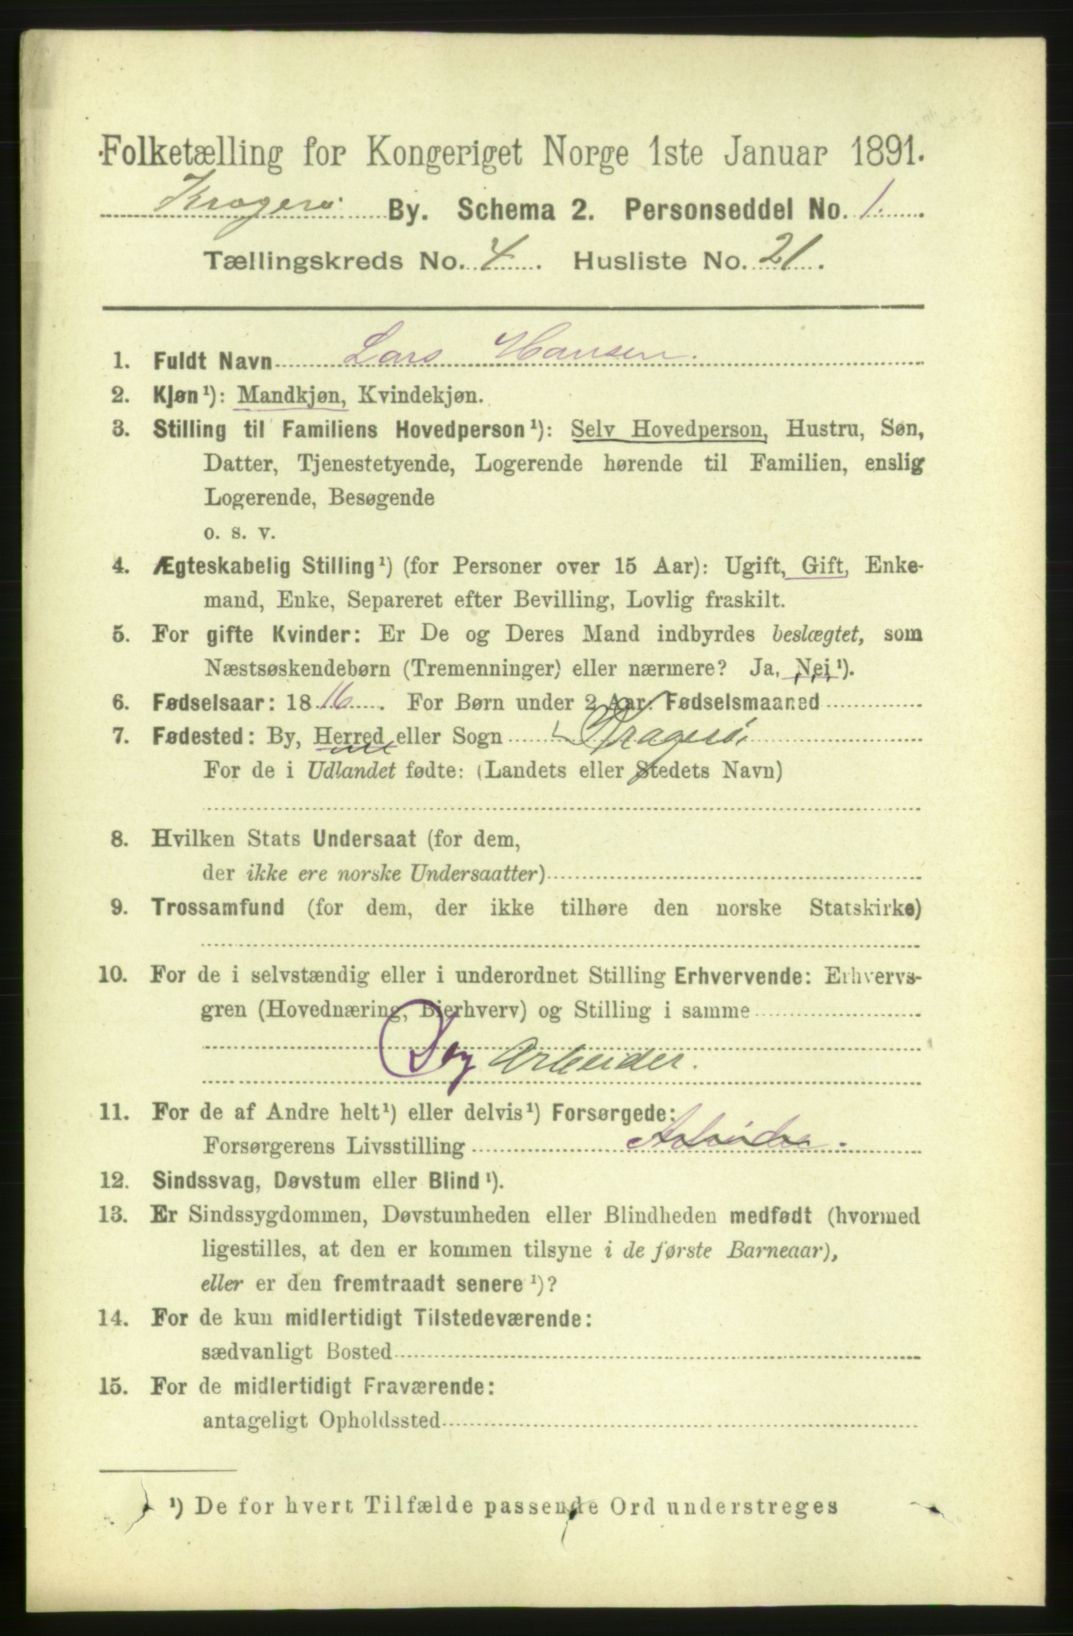 Folketælling for Kongeriget Norge 1ste Januar 1891.
Kragerø By. Schema 2. Personseddel No. 1.
Tællingskreds No. 4. Husliste No. 21.
1. Fuldt Navn Lars Hansen.
2. Kjøn¹): Mandkjøn, Kvindekjøn.
3. Stilling til Familiens Hovedperson¹): Selv Hovedperson, Hustru, Søn,
Datter, Tjenestetyende, Logerende hørende til Familien, enslig
Logerende, Besøgende
o. s. v.
4. Ægteskabelig Stilling¹) (for Personer over 15 Aar): Ugift, Gift, Enke-
mand, Enke, Separeret efter Bevilling, Lovlig fraskilt.
5. For gifte Kvinder: Er De og Deres Mand indbyrdes beslægtet, som
Næstsøskendebørn (Tremenninger) eller nærmere? Ja, Nei¹).
6. Fødselsaar: 1816. For Børn under 2 Aar: Fødselsmaaned
7. Fødested: By, Herred eller Sogn Kragerø
For de i Udlandet fødte: (Landets eller Stedets Navn)
8. Hvilken Stats Undersaat (for dem,
der ikke ere norske Undersaatter)
9. Trossamfund (for dem, der ikke tilhøre den norske Statskirke)
10. For de i selvstændig eller i underordnet Stilling Erhvervende: Erhvervs-
gren (Hovednæring, Bierhverv) og Stilling i samme
Arbeider.
11. For de af Andre helt¹) eller delvis¹) Forsørgede:
Forsørgerens Livsstilling Arbeider.
12. Sindssvag, Døvstum eller Blind¹).
13. Er Sindssygdommen, Døvstumheden eller Blindheden medfødt (hvormed
ligestilles, at den er kommen tilsyne i de første Barneaar),
eller er den fremtraadt senere¹)?
14. For de kun midlertidigt Tilstedeværende:
sædvanligt Bosted
15. For de midlertidigt Fraværende:
antageligt Opholdssted
¹) De for hvert Tilfælde passende Ord understreges